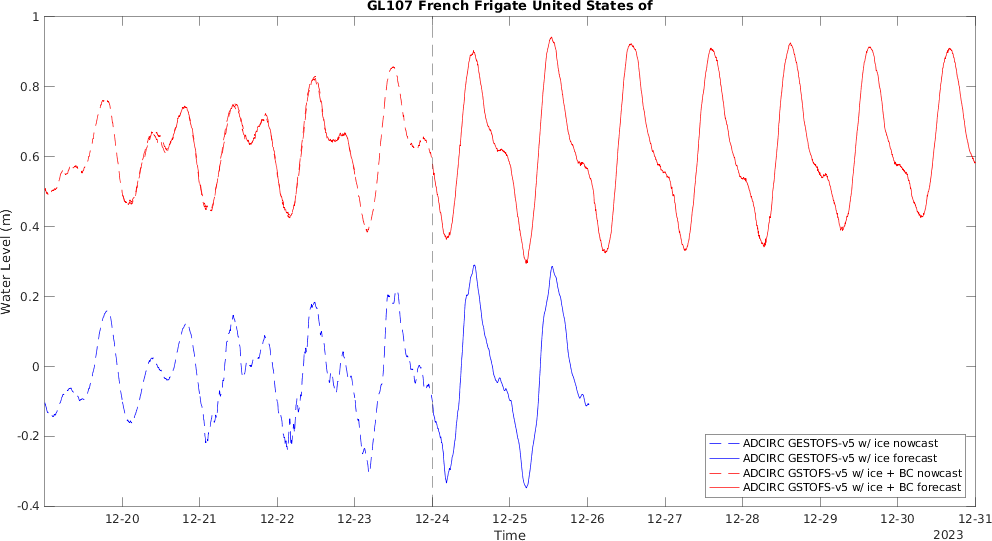 GL107 French Frigate United States of
Water Level (m)
1
0.8
0.6
0.4
0.2
0
-0.2
-0.4
ADCIRC GESTOFS-v5 w/ ice nowcast
ADCIRC GESTOFS-v5 w/ ice forecast
ADCIRC GSTOFS-v5 w/ ice + BC nowcast
ADCIRC GSTOFS-v5 w/ ice + BC forecast
12-20 12-21 12-22 12-23 12-24 12-25 12-26 12-27 12-28 12-29 12-30 12-31
Time
2023